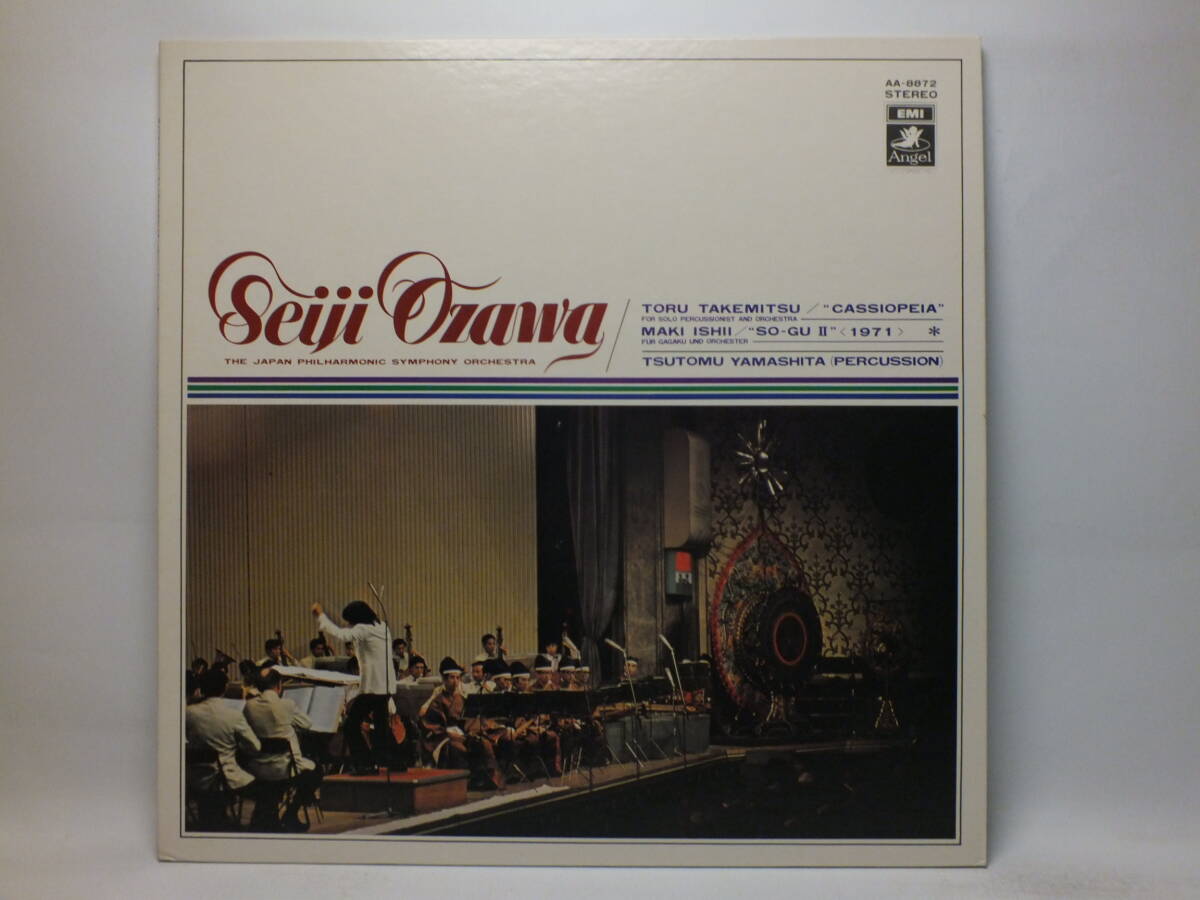 AA-8872
STEREO
EMI
Angel
Seiji Ozawa
THE JAPAN PHILHARMONIC SYMPHONY ORCHESTRA
TORU TAKEMITSU / "CASSIOPEIA"
FOR SOLO PERCUSSIONIST AND ORCHESTRA
MAKI ISHII / "SO-GU II" <1971> *
FÜR GAGAKU UND ORCHESTER
TSUTOMU YAMASHITA (PERCUSSION)